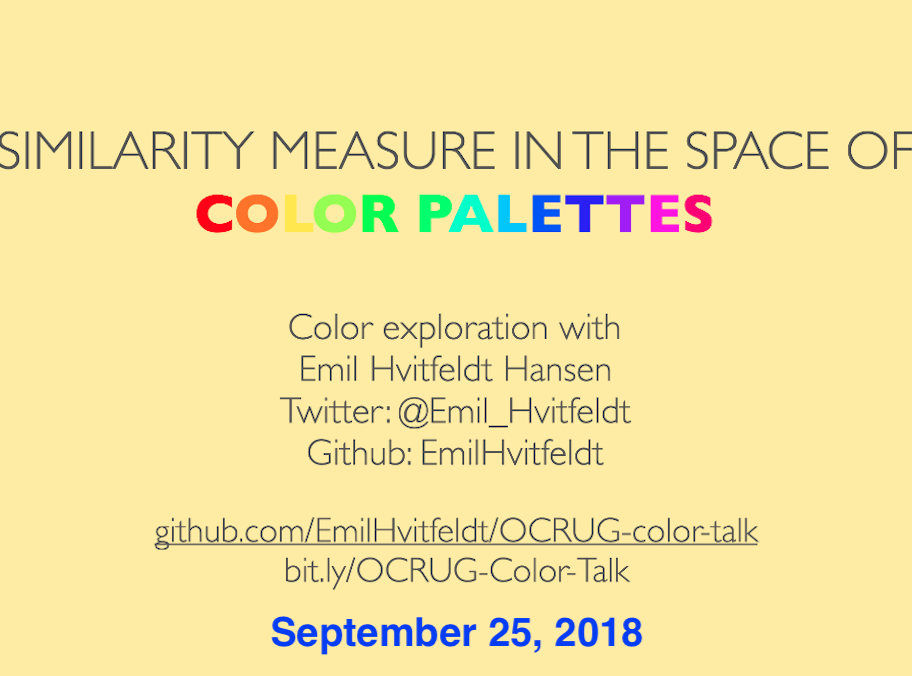 SIMILARITY MEASURE IN THE SPACE OF
COLOR PALETTES
Color exploration with
Emil Hvitfeldt Hansen
Twitter: @Emil_Hvitfeldt
Github: EmilHvitfeldt
github.com/EmilHvitfeldt/OCRUG-color-talk
bit.ly/OCRUG-Color-Talk
September 25, 2018